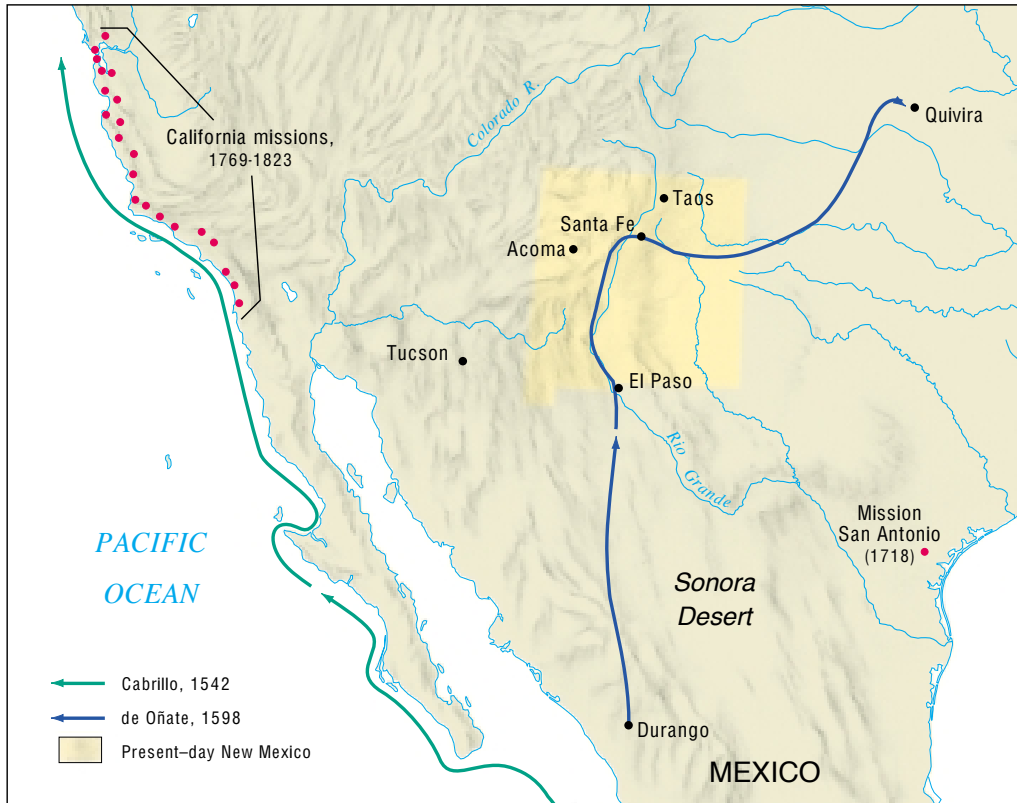 California missions,
1769-1823
Colorado R.
Quivira
Taos
Santa Fe
Acoma
Tucson
El Paso
Rio Grande
Mission
San Antonio
(1718)
PACIFIC
OCEAN
Sonora
Desert
Durango
MEXICO
Cabrillo, 1542
de Oñate, 1598
Present–day New Mexico